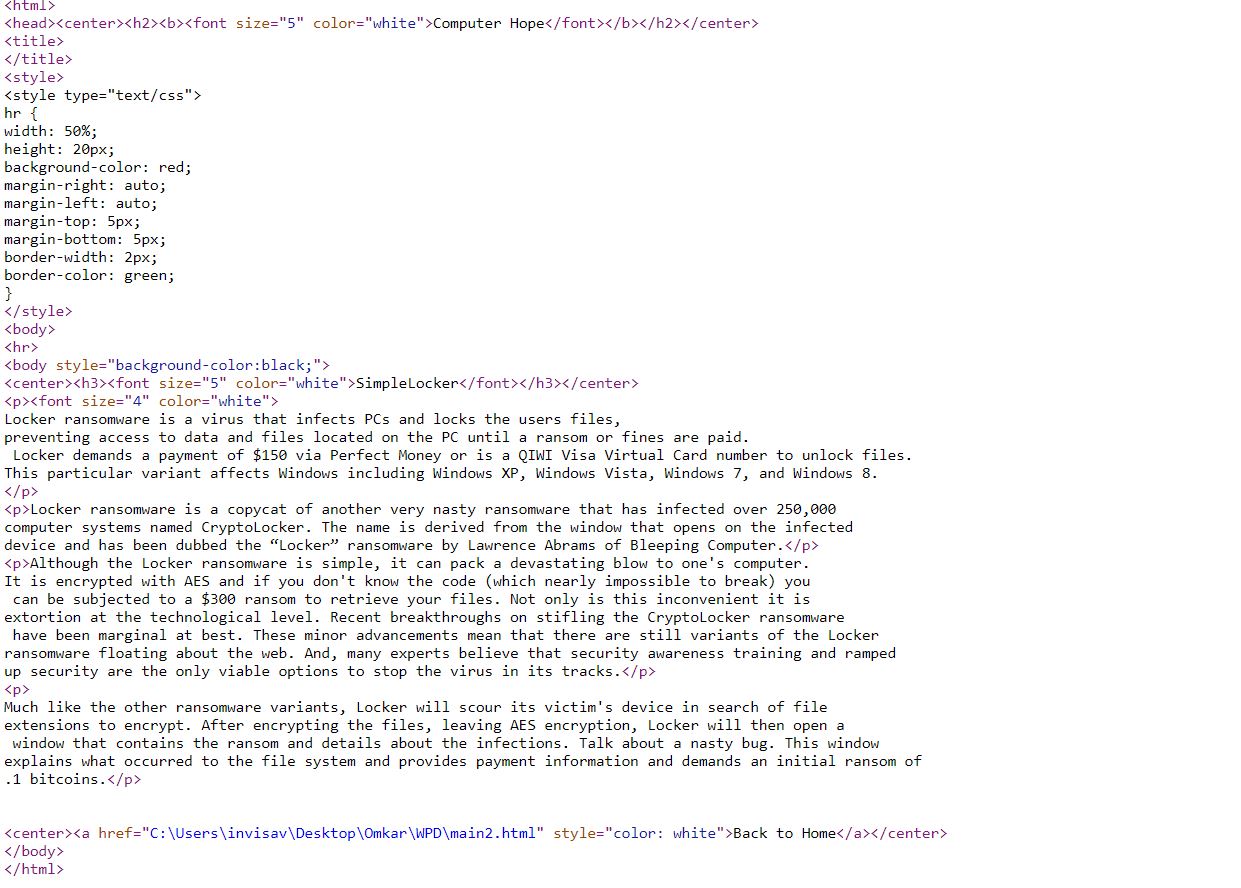 <html>
<head><center><h2><b><font size="5" color="white">Computer Hope</font></b></h2></center>
<title>
</title>
<style>
<style type="text/css">
hr {
width: 50%;
height: 20px;
background-color: red;
margin-right: auto;
margin-left: auto;
margin-top: 5px;
margin-bottom: 5px;
border-width: 2px;
border-color: green;
}
</style>
<body>
<hr>
<body style="background-color:black;">
<center><h3><font size="5" color="white">SimpleLocker</font></h3></center>
<p><font size="4" color="white">
Locker ransomware is a virus that infects PCs and locks the users files,
preventing access to data and files located on the PC until a ransom or fines are paid.
 Locker demands a payment of $150 via Perfect Money or is a QIWI Visa Virtual Card number to unlock files.
This particular variant affects Windows including Windows XP, Windows Vista, Windows 7, and Windows 8.
</p>
<p>Locker ransomware is a copycat of another very nasty ransomware that has infected over 250,000
computer systems named CryptoLocker. The name is derived from the window that opens on the infected
device and has been dubbed the “Locker” ransomware by Lawrence Abrams of Bleeping Computer.</p>
<p>Although the Locker ransomware is simple, it can pack a devastating blow to one's computer.
It is encrypted with AES and if you don't know the code (which nearly impossible to break) you
 can be subjected to a $300 ransom to retrieve your files. Not only is this inconvenient it is
extortion at the technological level. Recent breakthroughs on stifling the CryptoLocker ransomware
 have been marginal at best. These minor advancements mean that there are still variants of the Locker
ransomware floating about the web. And, many experts believe that security awareness training and ramped
up security are the only viable options to stop the virus in its tracks.</p>
<p>
Much like the other ransomware variants, Locker will scour its victim's device in search of file
extensions to encrypt. After encrypting the files, leaving AES encryption, Locker will then open a
 window that contains the ransom and details about the infections. Talk about a nasty bug. This window
explains what occurred to the file system and provides payment information and demands an initial ransom of
.1 bitcoins.</p>
<center><a href="C:\Users\invisav\Desktop\Omkar\WPD\main2.html" style="color: white">Back to Home</a></center>
</body>
</html>